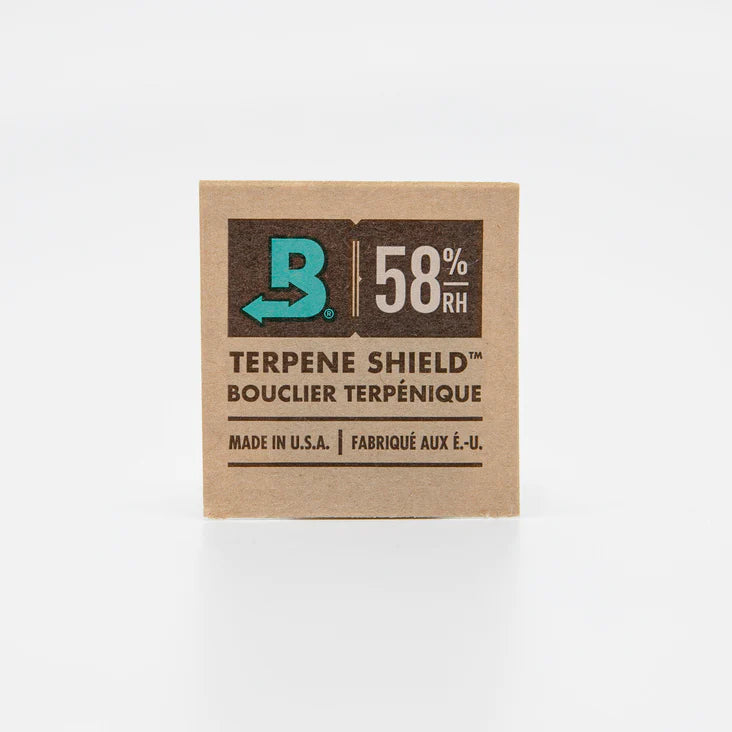 B® 58% RH
TERPENE SHIELD™
BOUCLIER TERPÉNIQUE
MADE IN U.S.A. | FABRIQUÉ AUX É.-U.